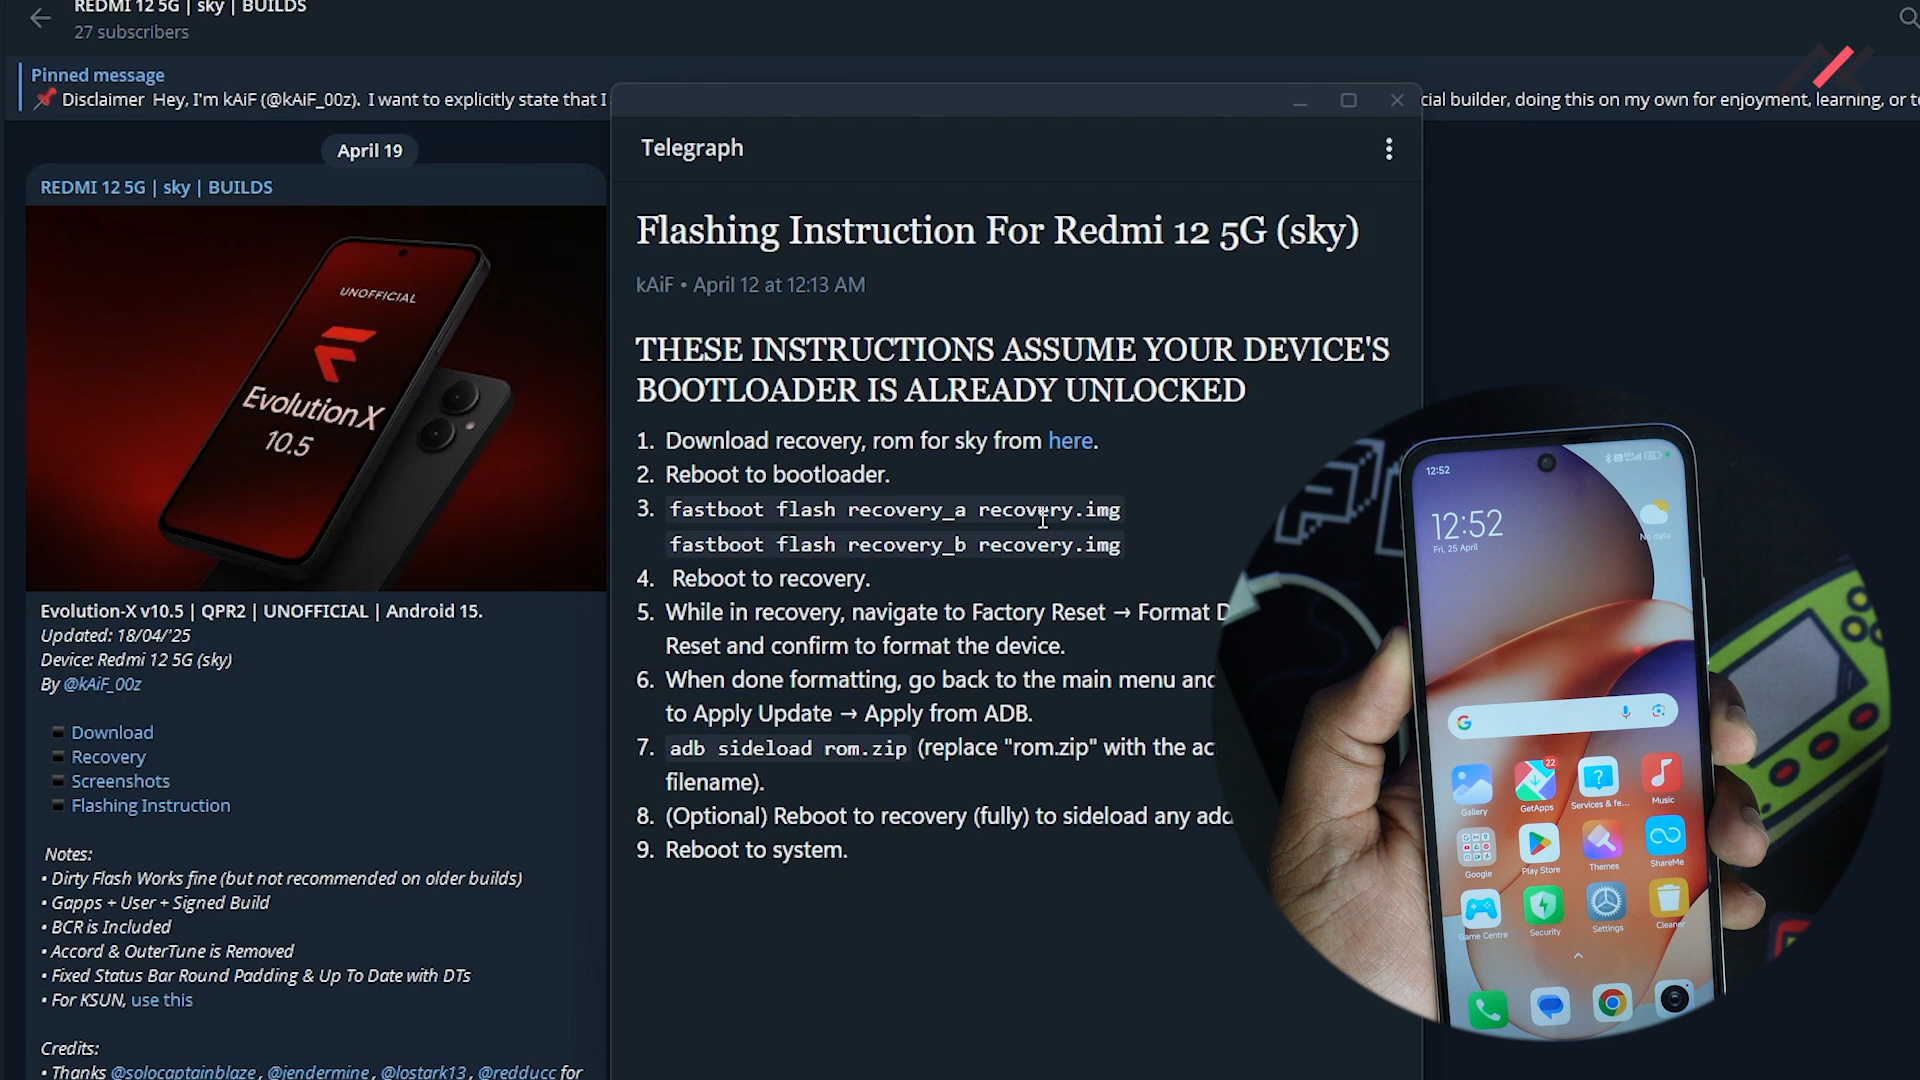 REDMI 12 5G | sky | BUILDS
27 subscribers
Pinned message
📌 Disclaimer Hey, I'm kAiF (@kAiF_00z). I want to explicitly state that I
cial builder, doing this on my own for enjoyment, learning, or te
April 19
REDMI 12 5G | sky | BUILDS
UNOFFICIAL
Evolution X
10.5
Evolution-X v10.5 | QPR2 | UNOFFICIAL | Android 15.
Updated: 18/04/'25
Device: Redmi 12 5G (sky)
By @kAiF_00z
Download
Recovery
Screenshots
Flashing Instruction
Notes:
• Dirty Flash Works fine (but not recommended on older builds)
• Gapps + User + Signed Build
• BCR is Included
• Accord & OuterTune is Removed
• Fixed Status Bar Round Padding & Up To Date with DTs
• For KSUN, use this
Credits:
• Thanks @solocaptainblaze, @jendermine, @lostark13, @redducc for
Telegraph
Flashing Instruction For Redmi 12 5G (sky)
kAiF • April 12 at 12:13 AM
THESE INSTRUCTIONS ASSUME YOUR DEVICE'S
BOOTLOADER IS ALREADY UNLOCKED
1. Download recovery, rom for sky from here.
2. Reboot to bootloader.
3. fastboot flash recovery_a recovery.img
fastboot flash recovery_b recovery.img
4. Reboot to recovery.
5. While in recovery, navigate to Factory Reset → Format D
Reset and confirm to format the device.
6. When done formatting, go back to the main menu and
to Apply Update → Apply from ADB.
7. adb sideload rom.zip (replace "rom.zip" with the ac
filename).
8. (Optional) Reboot to recovery (fully) to sideload any add
9. Reboot to system.
12:52
12:52
Fri, 25 April
No data
22
Gallery
GetApps
Services & fe...
Music
Google
Play Store
Themes
ShareMe
Game Centre
Security
Settings
Cleaner